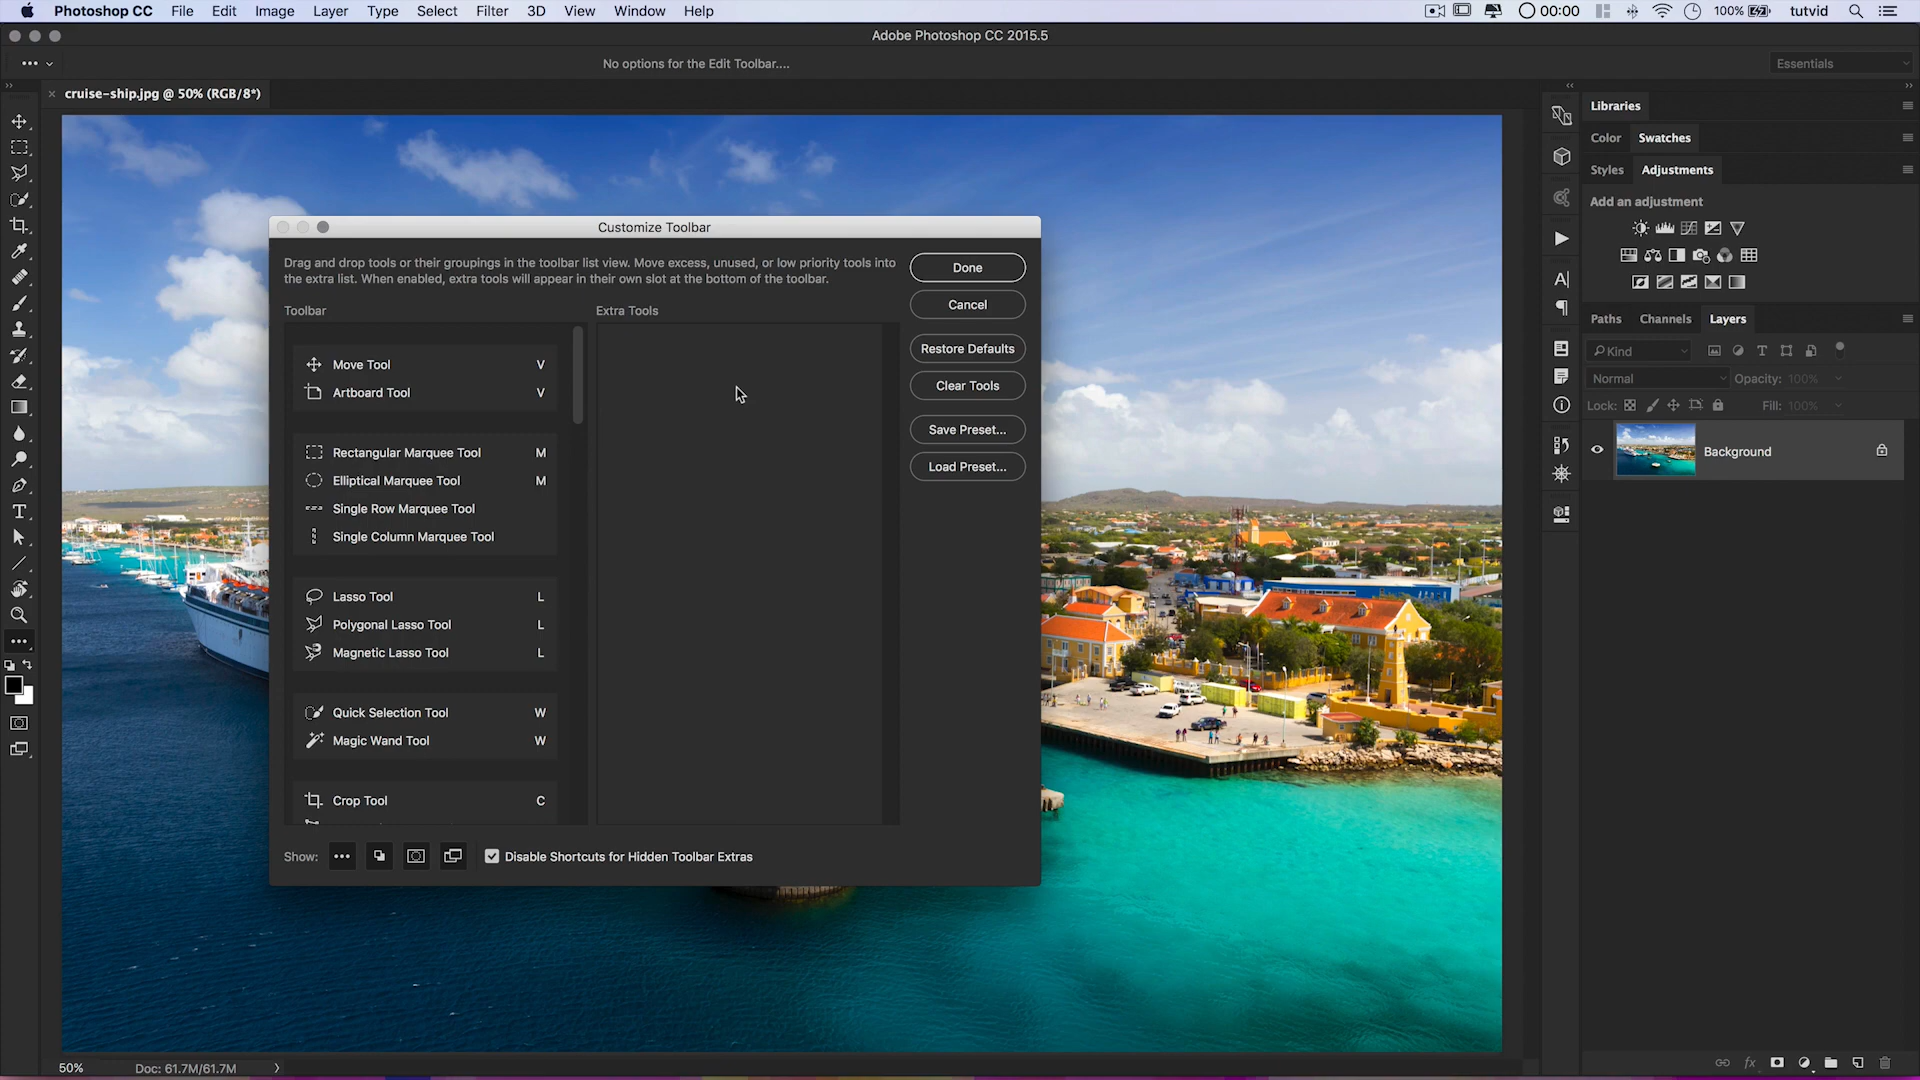 Photoshop CC File Edit Image Layer Type Select Filter 3D View Window Help 00:00 100% tutvid
Adobe Photoshop CC 2015.5
No options for the Edit Toolbar....
Essentials
cruise-ship.jpg @ 50% (RGB/8*)
Libraries
Color Swatches
Styles Adjustments
Add an adjustment
Paths Channels Layers
Kind
Normal Opacity: 100%
Lock: Fill: 100%
Background
Customize Toolbar
Drag and drop tools or their groupings in the toolbar list view. Move excess, unused, or low priority tools into
the extra list. When enabled, extra tools will appear in their own slot at the bottom of the toolbar.
Toolbar
Extra Tools
Move Tool V
Artboard Tool V
Rectangular Marquee Tool M
Elliptical Marquee Tool M
Single Row Marquee Tool
Single Column Marquee Tool
Lasso Tool L
Polygonal Lasso Tool L
Magnetic Lasso Tool L
Quick Selection Tool W
Magic Wand Tool W
Crop Tool C
Done
Cancel
Restore Defaults
Clear Tools
Save Preset...
Load Preset...
Show: Disable Shortcuts for Hidden Toolbar Extras
50% Doc: 61.7M/61.7M
fx